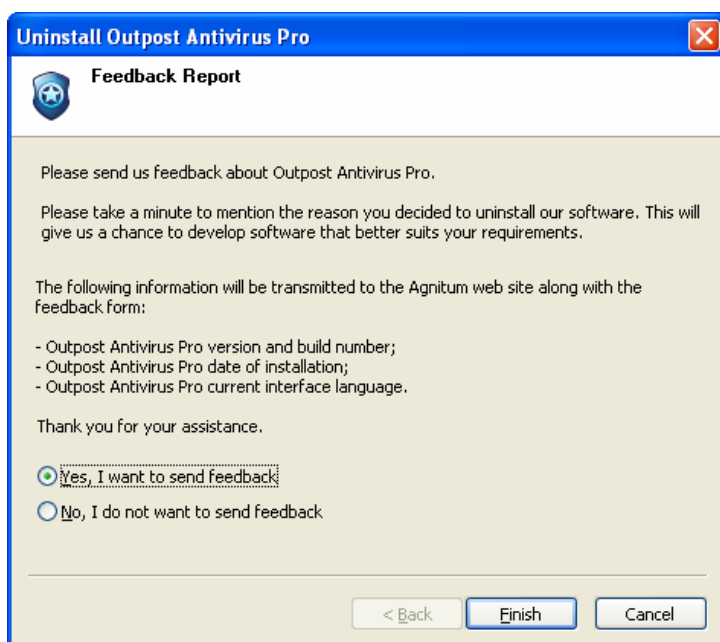 Uninstall Outpost Antivirus Pro
Feedback Report
Please send us feedback about Outpost Antivirus Pro.
Please take a minute to mention the reason you decided to uninstall our software. This will
give us a chance to develop software that better suits your requirements.
The following information will be transmitted to the Agnitum web site along with the
feedback form:
- Outpost Antivirus Pro version and build number;
- Outpost Antivirus Pro date of installation;
- Outpost Antivirus Pro current interface language.
Thank you for your assistance.
Yes, I want to send feedback
No, I do not want to send feedback
< Back Finish Cancel